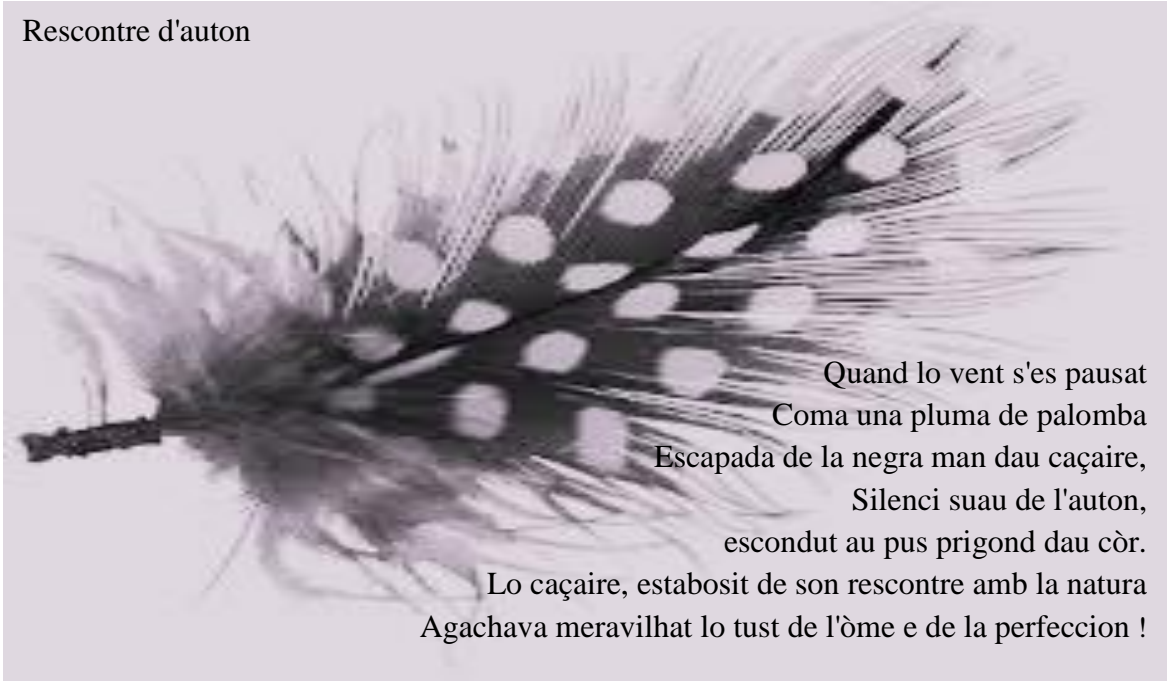 Rescontre d'auton
Quand lo vent s'es pausat
Coma una pluma de palomba
Escapada de la negra man dau caçaire,
Silenci suau de l'auton,
escondut au pus prigond dau còr.
Lo caçaire, estabosit de son rescontre amb la natura
Agachava meravilhat lo tust de l'òme e de la perfeccion !